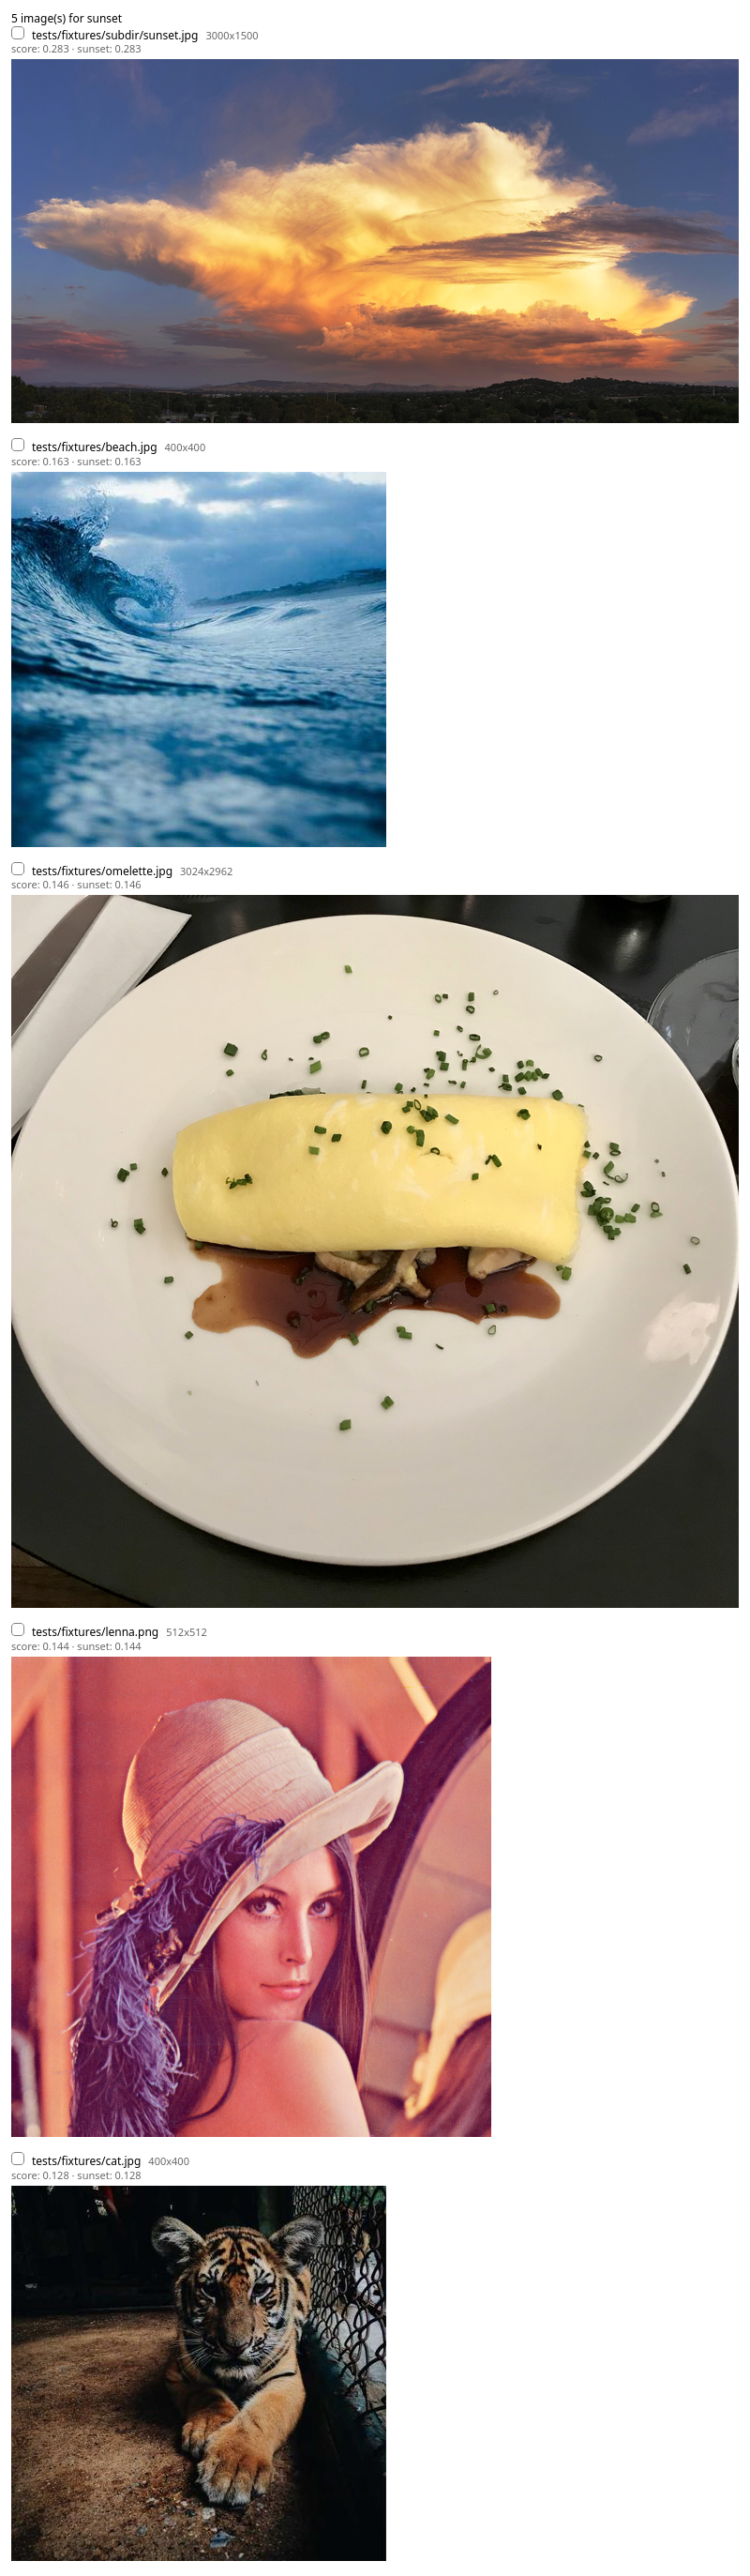 5 image(s) for sunset
tests/fixtures/subdir/sunset.jpg 3000x1500
score: 0.283 · sunset: 0.283
tests/fixtures/beach.jpg 400x400
score: 0.163 · sunset: 0.163
tests/fixtures/omelette.jpg 3024x2962
score: 0.146 · sunset: 0.146
tests/fixtures/lenna.png 512x512
score: 0.144 · sunset: 0.144
tests/fixtures/cat.jpg 400x400
score: 0.128 · sunset: 0.128